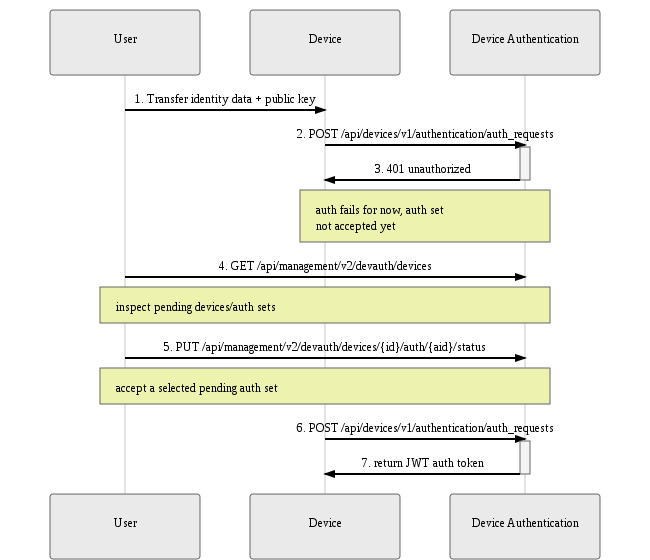 User
Device
Device Authentication
1. Transfer identity data + public key
2. POST /api/devices/v1/authentication/auth_requests
3. 401 unauthorized
auth fails for now, auth set
not accepted yet
4. GET /api/management/v2/devauth/devices
inspect pending devices/auth sets
5. PUT /api/management/v2/devauth/devices/{id}/auth/{aid}/status
accept a selected pending auth set
6. POST /api/devices/v1/authentication/auth_requests
7. return JWT auth token
User
Device
Device Authentication